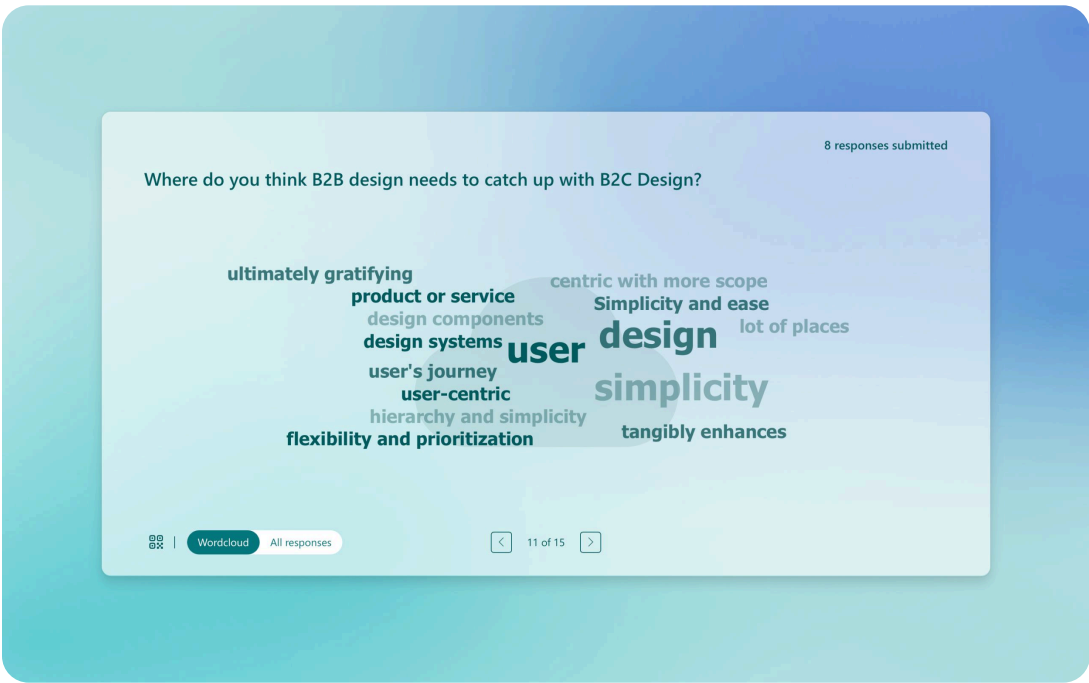 8 responses submitted
Where do you think B2B design needs to catch up with B2C Design?
ultimately gratifying
centric with more scope
product or service
Simplicity and ease
design components
lot of places
design systems
user
design
user's journey
simplicity
user-centric
hierarchy and simplicity
tangibly enhances
flexibility and prioritization
Wordcloud
All responses
11 of 15